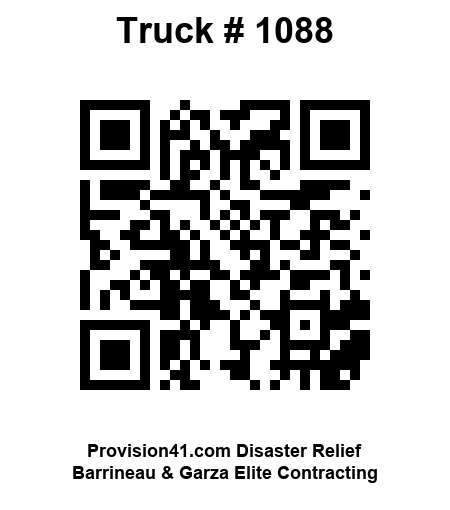 Truck # 1088
Provision41.com Disaster Relief
Barrineau & Garza Elite Contracting